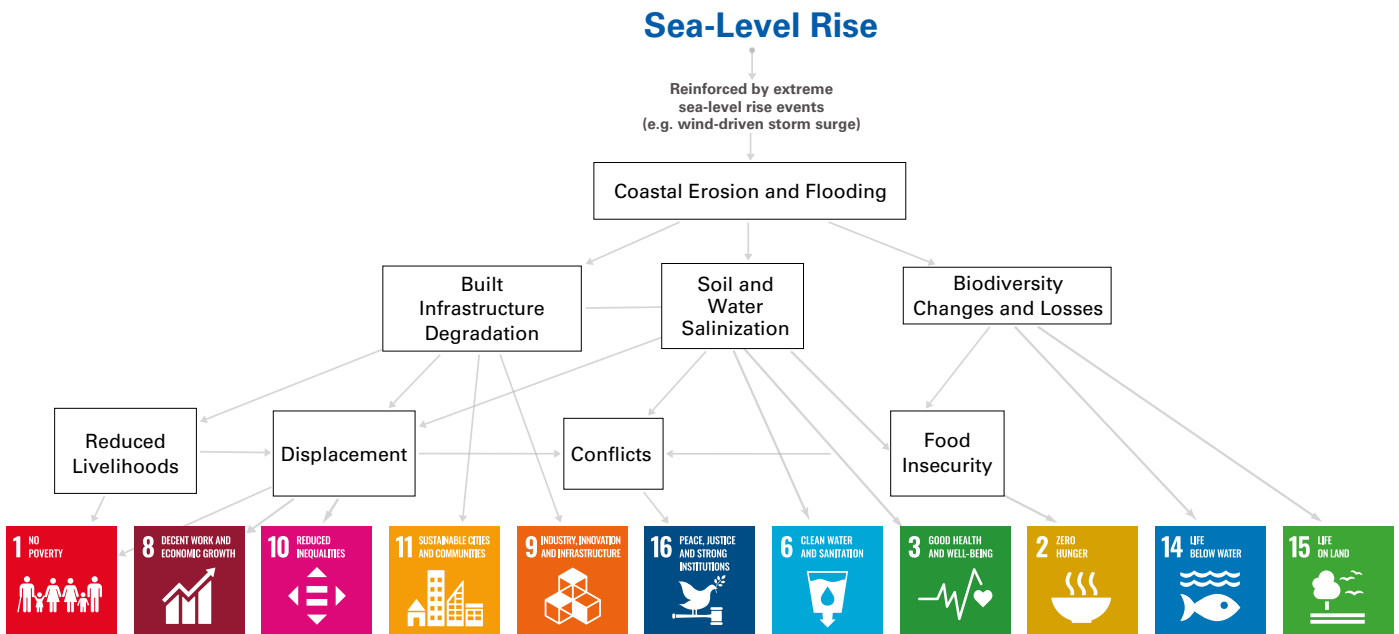 Sea-Level Rise
Reinforced by extreme
sea-level rise events
(e.g. wind-driven storm surge)
Coastal Erosion and Flooding
Built
Infrastructure
Degradation
Soil and
Water
Salinization
Biodiversity
Changes and Losses
Reduced
Livelihoods
Displacement
Conflicts
Food
Insecurity
1 NO
POVERTY
8 DECENT WORK AND
ECONOMIC GROWTH
10 REDUCED
INEQUALITIES
11 SUSTAINABLE CITIES
AND COMMUNITIES
9 INDUSTRY, INNOVATION
AND INFRASTRUCTURE
16 PEACE, JUSTICE
AND STRONG
INSTITUTIONS
6 CLEAN WATER
AND SANITATION
3 GOOD HEALTH
AND WELL-BEING
2 ZERO
HUNGER
14 LIFE
BELOW WATER
15 LIFE
ON LAND